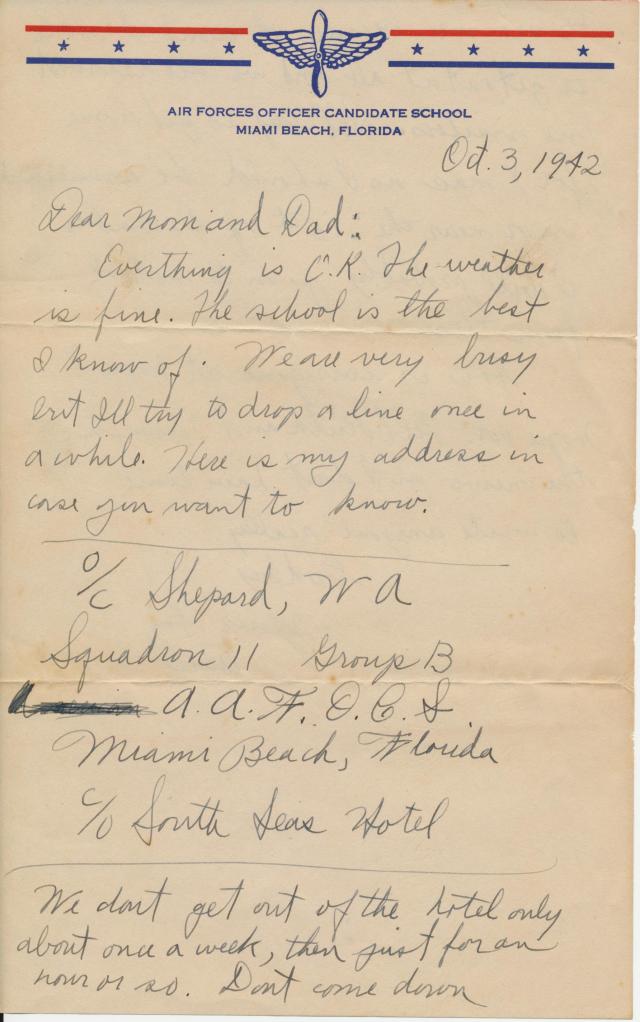 AIR FORCES OFFICER CANDIDATE SCHOOL
MIAMI BEACH, FLORIDA
Oct. 3, 1942
Dear Mom and Dad:
Everthing is O.K. The weather
is fine. The school is the best
I know of. We are very busy
but I'll try to drop a line once in
a while. Here is my address in
case you want to know.
O/C Shepard, W A
Squadron 11 Group B
A. A. F. O. C. S
Miami Beach, Florida
c/o South Seas Hotel
We dont get out of the hotel only
about once a week, then just for an
hour or so. Dont come down